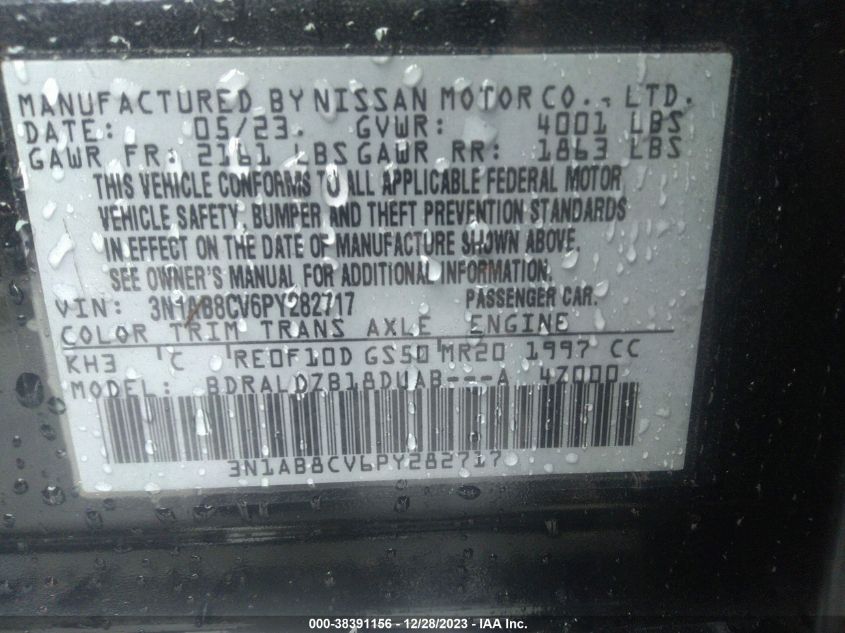 MANUFACTURED BY NISSAN MOTOR CO., LTD.
DATE: 05/23. GVWR: 4001 LBS
GAWR FR: 2161 LBS GAWR RR: 1863 LBS
THIS VEHICLE CONFORMS TO ALL APPLICABLE FEDERAL MOTOR
VEHICLE SAFETY, BUMPER AND THEFT PREVENTION STANDARDS
IN EFFECT ON THE DATE OF MANUFACTURE SHOWN ABOVE.
SEE OWNER'S MANUAL FOR ADDITIONAL INFORMATION.
VIN: 3N1AB8CV6PY282717 PASSENGER CAR.
COLOR TRIM TRANS AXLE ENGINE
KH3 C RE0F10D GS50 MR20 1997 CC
MODEL: BDRALDZB18DUAB---A 4Z000
3N1AB8CV6PY282717
000-38391156 - 12/28/2023 - IAA Inc.